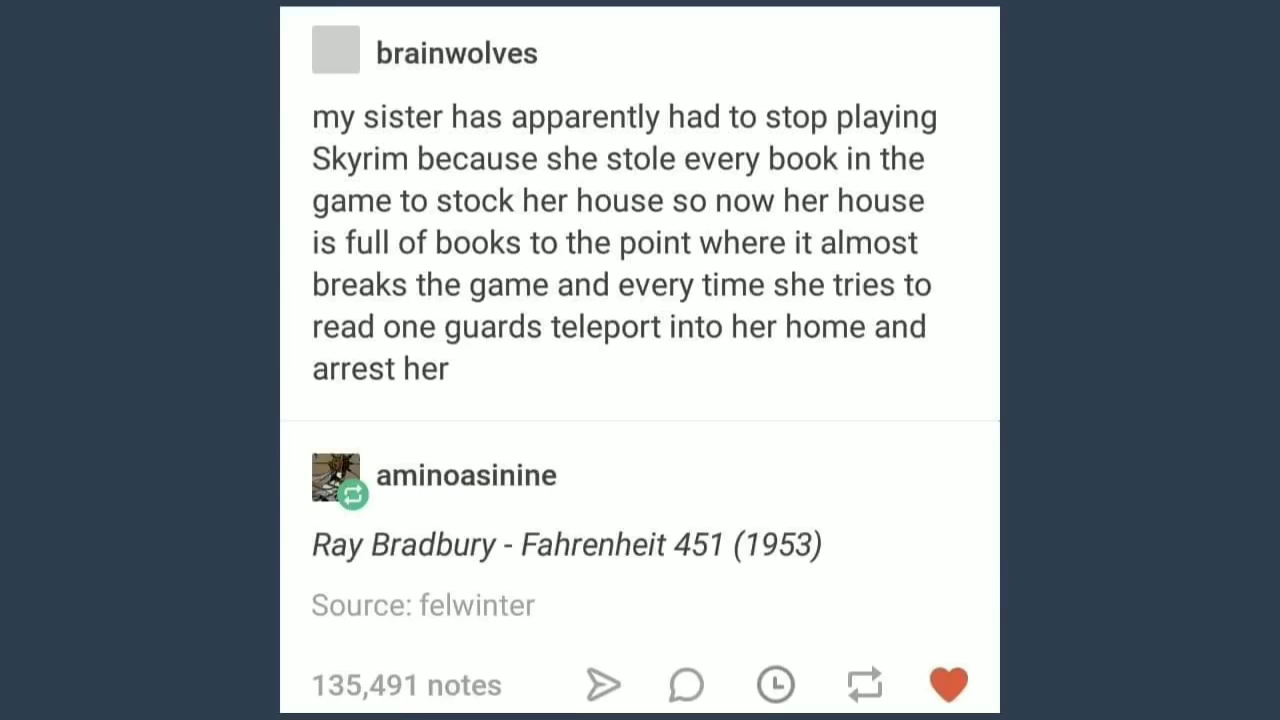 brainwolves
my sister has apparently had to stop playing
Skyrim because she stole every book in the
game to stock her house so now her house
is full of books to the point where it almost
breaks the game and every time she tries to
read one guards teleport into her home and
arrest her
aminoasinine
Ray Bradbury - Fahrenheit 451 (1953)
Source: felwinter
135,491 notes